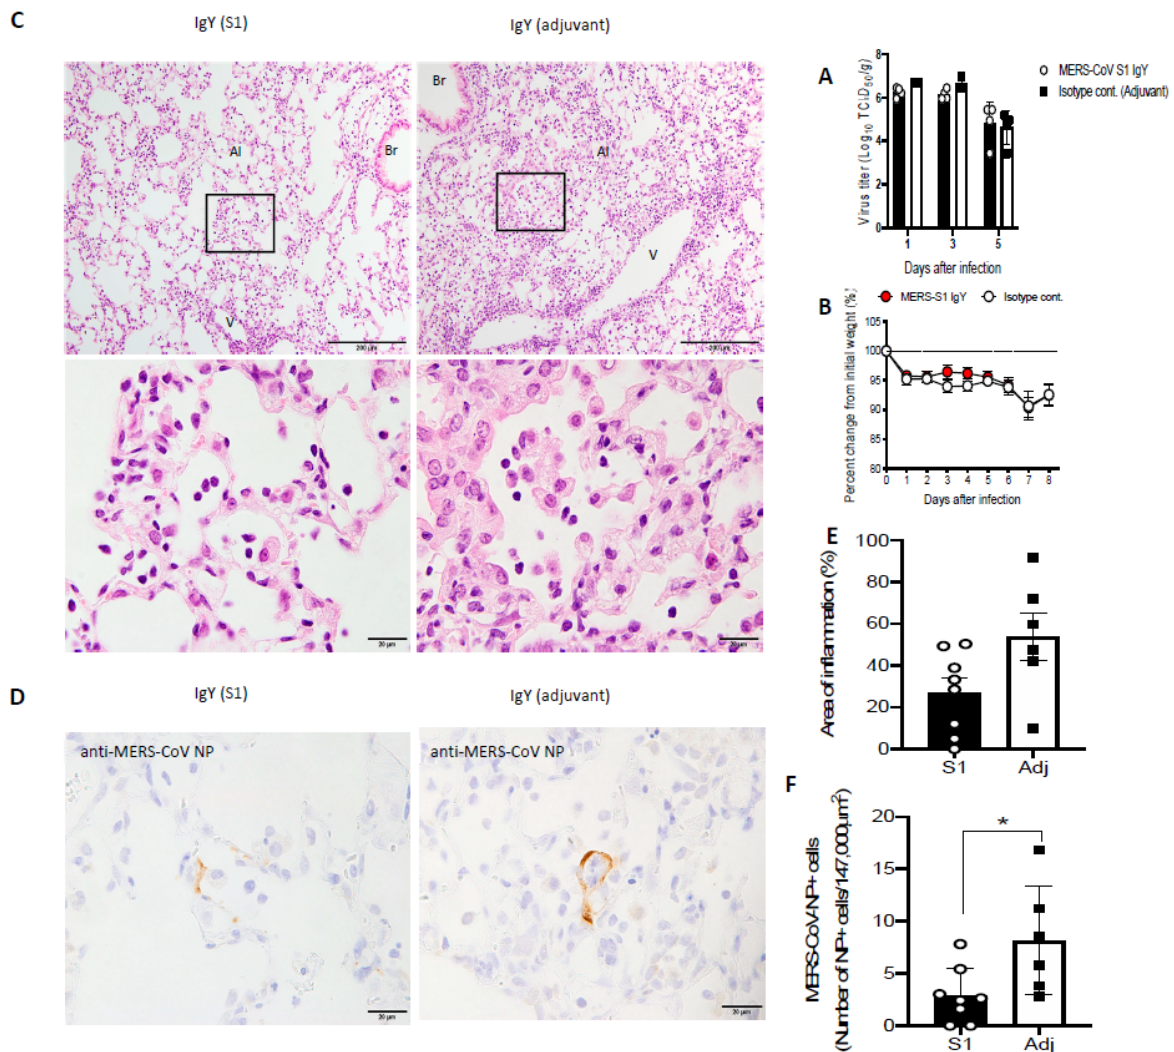 C
IgY (S1)
IgY (adjuvant)
Al
Br
V
200 µm
Br
Al
V
200 µm
20 µm
20 µm
D
IgY (S1)
IgY (adjuvant)
anti-MERS-CoV NP
20 µm
anti-MERS-CoV NP
20 µm
A
MERS-CoV S1 IgY
Isotype cont. (Adjuvant)
Virus titer (Log10 TCID50/g)
8
6
4
2
0
1 3 5
Days after infection
B
MERS-S1 IgY
Isotype cont.
Percent change from initial weight (%)
105
100
95
90
85
80
0 1 2 3 4 5 6 7 8
Days after infection
E
Area of inflammation (%)
100
80
60
40
20
0
S1 Adj
F
MERS-CoV-NP+ cells
(Number of NP+ cells/147,000µm²)
20
15
10
5
0
*
S1 Adj